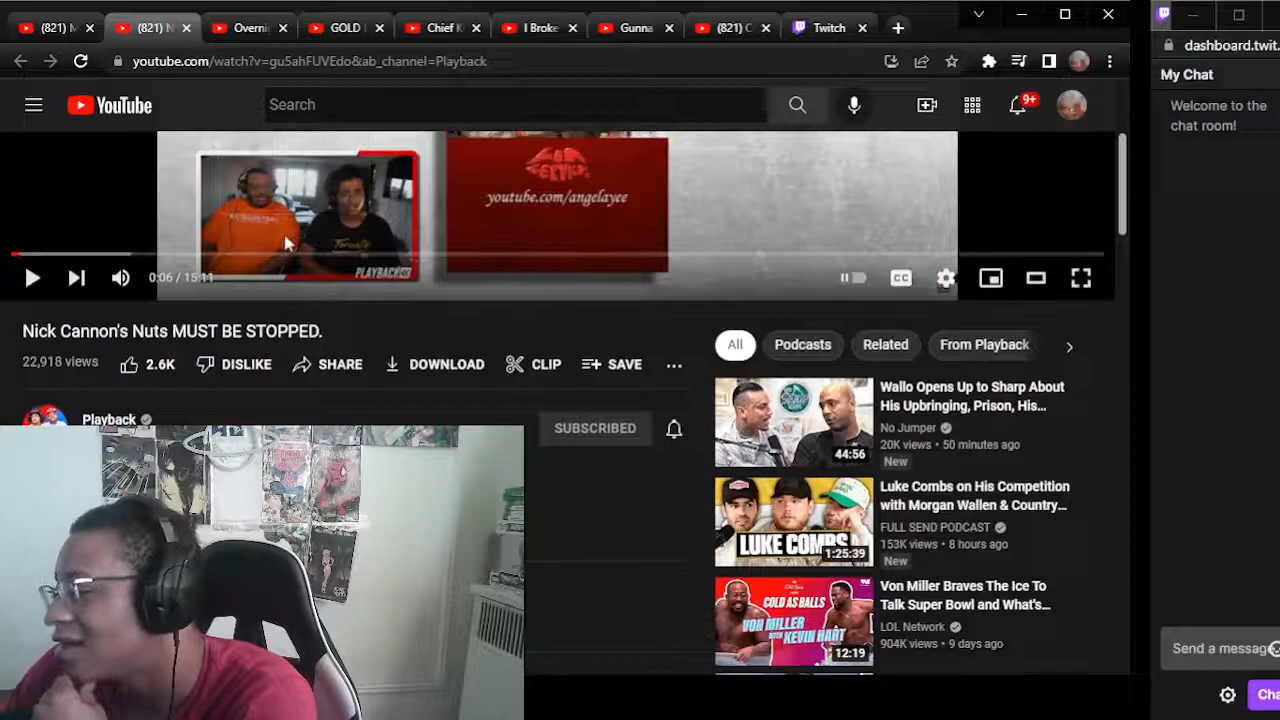 (821) N
(821) N
Overni
GOLD I
Chief K
I Broke
Gunna
(821) C
Twitch
youtube.com/watch?v=gu5ahFUVEdo&ab_channel=Playback
dashboard.twit
YouTube
Search
9+
My Chat
Welcome to the
chat room!
youtube.com/angelayee
Toronto
PLAYBACK
0:06 / 15:11
CC
Nick Cannon's Nuts MUST BE STOPPED.
22,918 views
2.6K
DISLIKE
SHARE
DOWNLOAD
CLIP
SAVE
All
Podcasts
Related
From Playback
Playback
SUBSCRIBED
Wallo Opens Up to Sharp About
His Upbringing, Prison, His...
No Jumper
20K views • 50 minutes ago
New
44:56
Luke Combs on His Competition
with Morgan Wallen & Country...
FULL SEND PODCAST
153K views • 8 hours ago
New
LUKE COMBS
1:25:39
Von Miller Braves The Ice To
Talk Super Bowl and What's...
LOL Network
904K views • 9 days ago
COLD AS BALLS
VON MILLER
WITH KEVIN HART
12:19
Send a messag
Cha